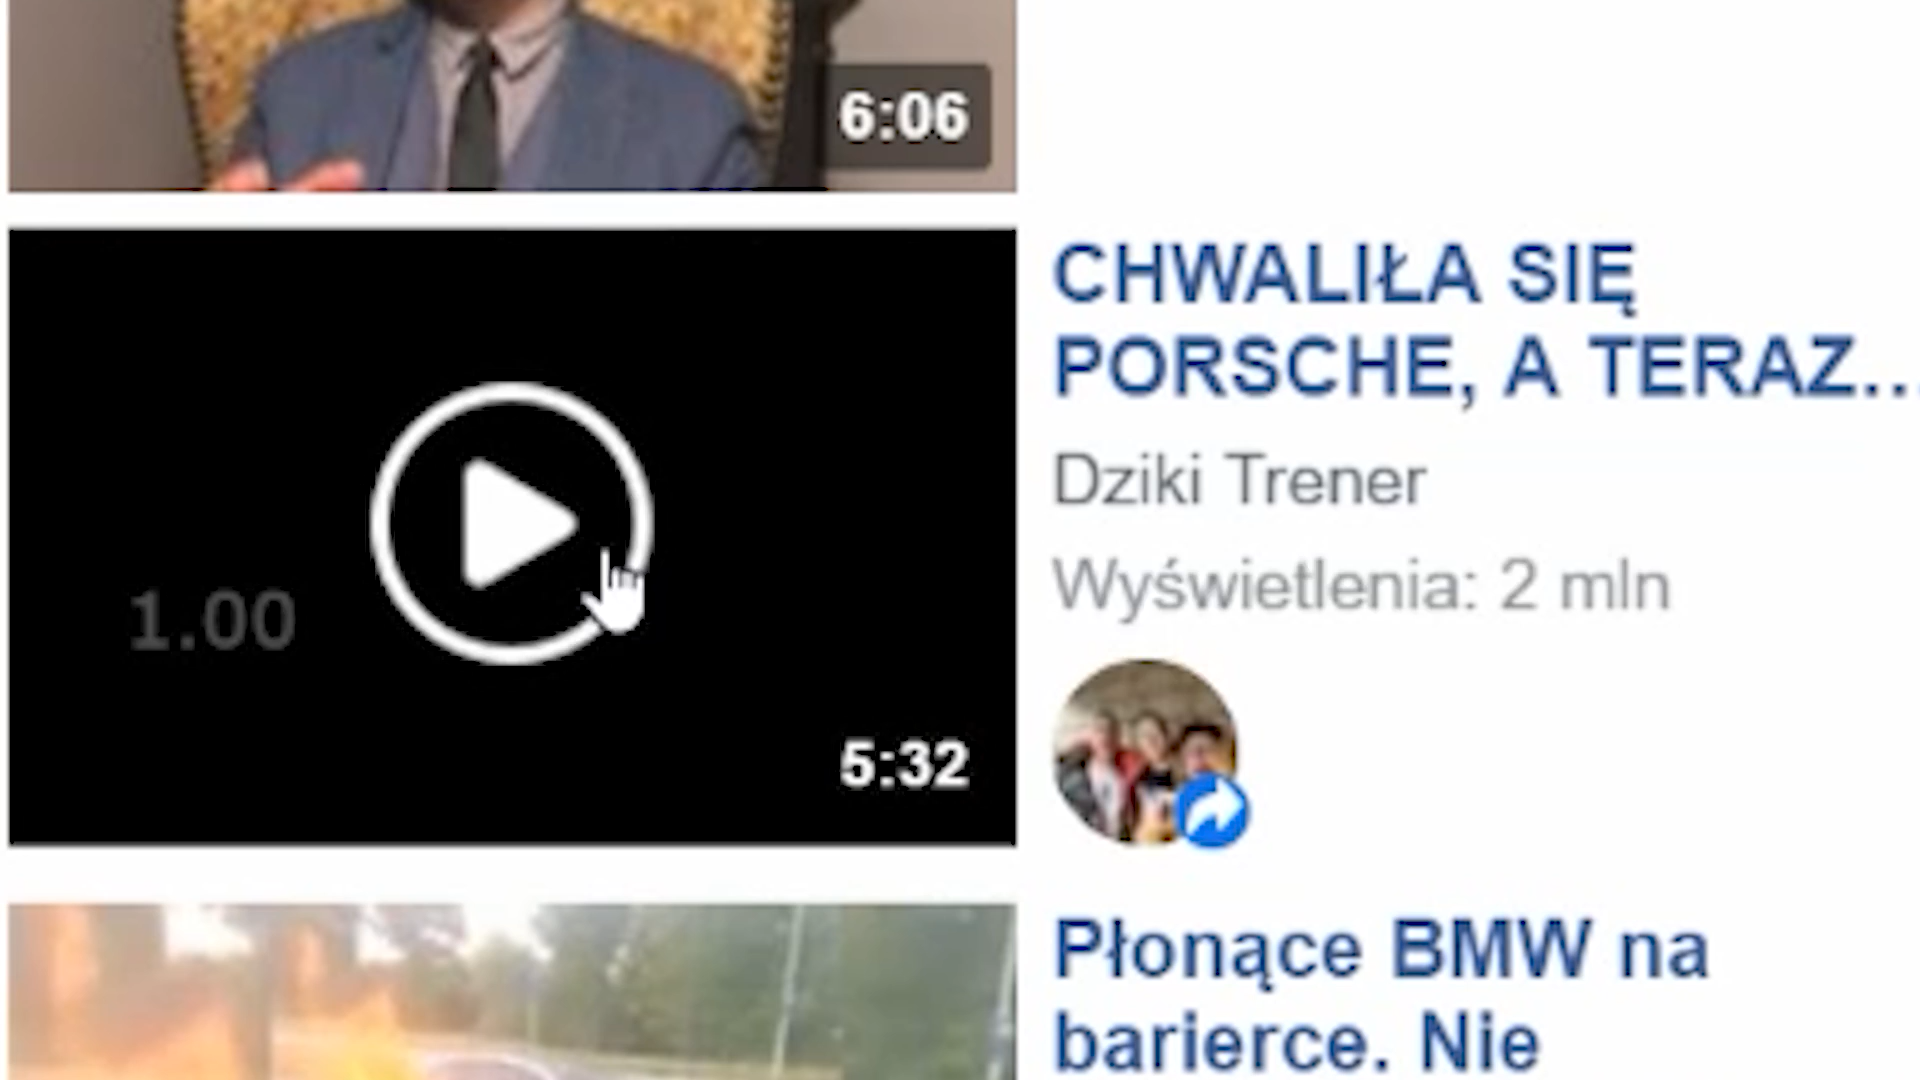 6:06
CHWALIŁA SIĘ
PORSCHE, A TERAZ...
Dziki Trener
Wyświetlenia: 2 mln
1.00
5:32
Płonące BMW na
barierce. Nie